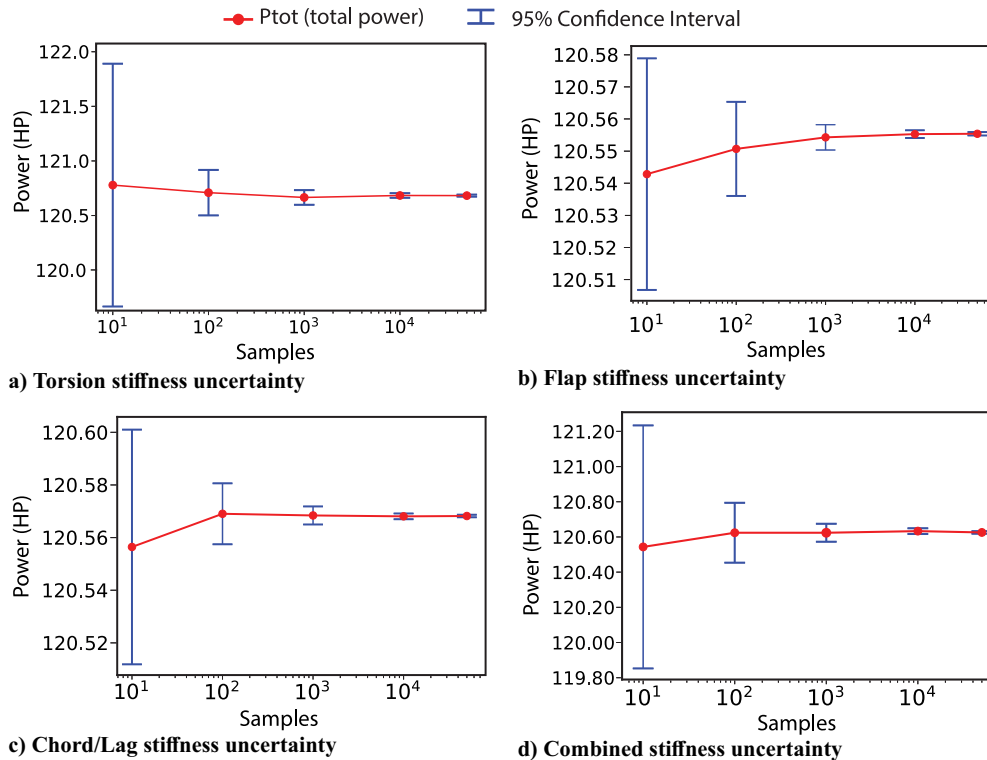 Ptot (total power)
95% Confidence Interval
122.0
121.5
121.0
120.5
120.0
Power (HP)
10¹ 10² 10³ 10⁴
Samples
a) Torsion stiffness uncertainty
120.58
120.57
120.56
120.55
120.54
120.53
120.52
120.51
Power (HP)
10¹ 10² 10³ 10⁴
Samples
b) Flap stiffness uncertainty
120.60
120.58
120.56
120.54
120.52
Power (HP)
10¹ 10² 10³ 10⁴
Samples
c) Chord/Lag stiffness uncertainty
121.20
121.00
120.80
120.60
120.40
120.20
120.00
119.80
Power (HP)
10¹ 10² 10³ 10⁴
Samples
d) Combined stiffness uncertainty